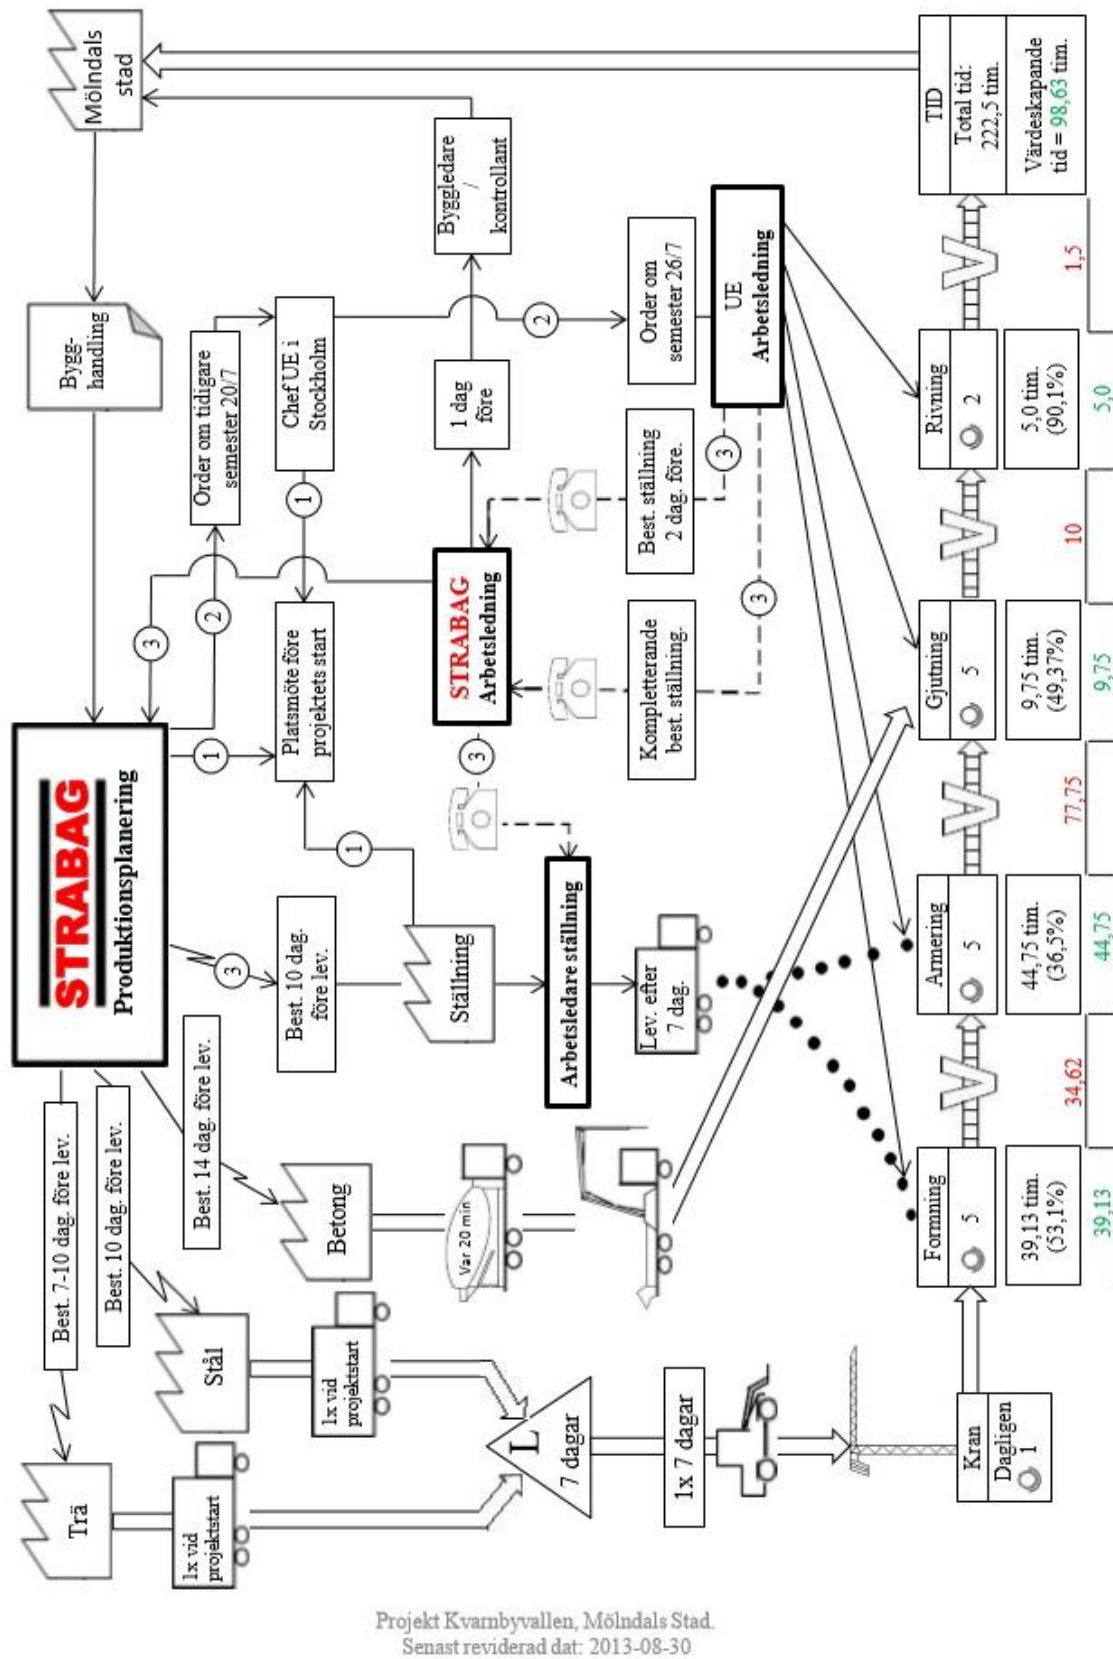 Mölndals
stad
Bygg-
handling
STRABAG
Produktionsplanering
Best. 7-10 dag. före lev.
Best. 10 dag. före lev.
Best. 14 dag. före lev.
Trä
Stål
Betong
1x vid
projektstart
1x vid
projektstart
Var 20 min
L
7 dagar
1x 7 dagar
3
Best. 10 dag.
före lev.
Ställning
1
Arbetsledare ställning
Lev. efter
7 dag.
1
Platsmöte före
projektets start
2
3
Order om tidigare
semester 20/7
Chef UE i
Stockholm
1
STRABAG
Arbetsledning
3
1 dag
före
Byggledare
/
kontrollant
2
Order om
semester 26/7
UE
Arbetsledning
3
Best. ställning
2 dag. före.
3
Kompletterande
best. ställning.
Kran
Dagligen
1
Formning
5
39,13 tim.
(53,1%)
V
Armering
5
44,75 tim.
(36,5%)
V
Gjutning
5
9,75 tim.
(49,37%)
V
Rivning
2
5,0 tim.
(90,1%)
V
TID
Total tid:
222,5 tim.
Värdeskapande
tid = 98,63 tim.
39,13
34,62
44,75
77,75
9,75
10
5,0
1,5
Projekt Kvarnbyvallen, Mölndals Stad.
Senast reviderad dat: 2013-08-30